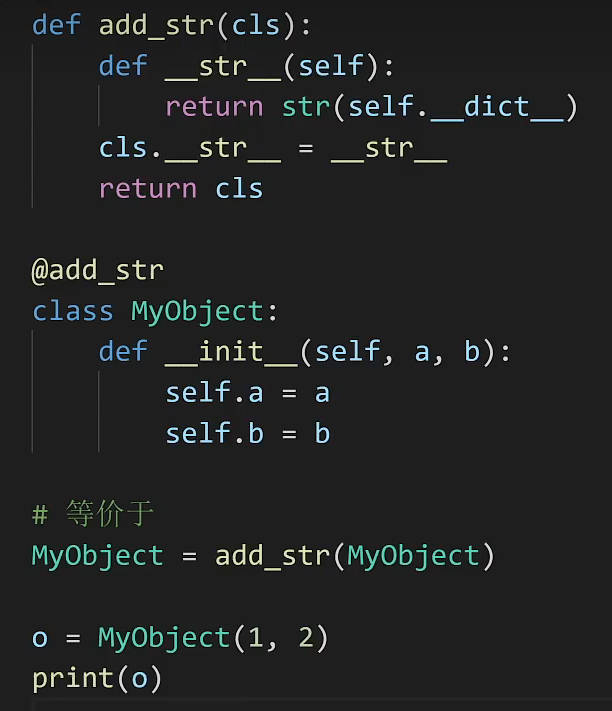 def add_str(cls):
    def __str__(self):
        return str(self.__dict__)
    cls.__str__ = __str__
    return cls

@add_str
class MyObject:
    def __init__(self, a, b):
        self.a = a
        self.b = b

# 等价于
MyObject = add_str(MyObject)

o = MyObject(1, 2)
print(o)